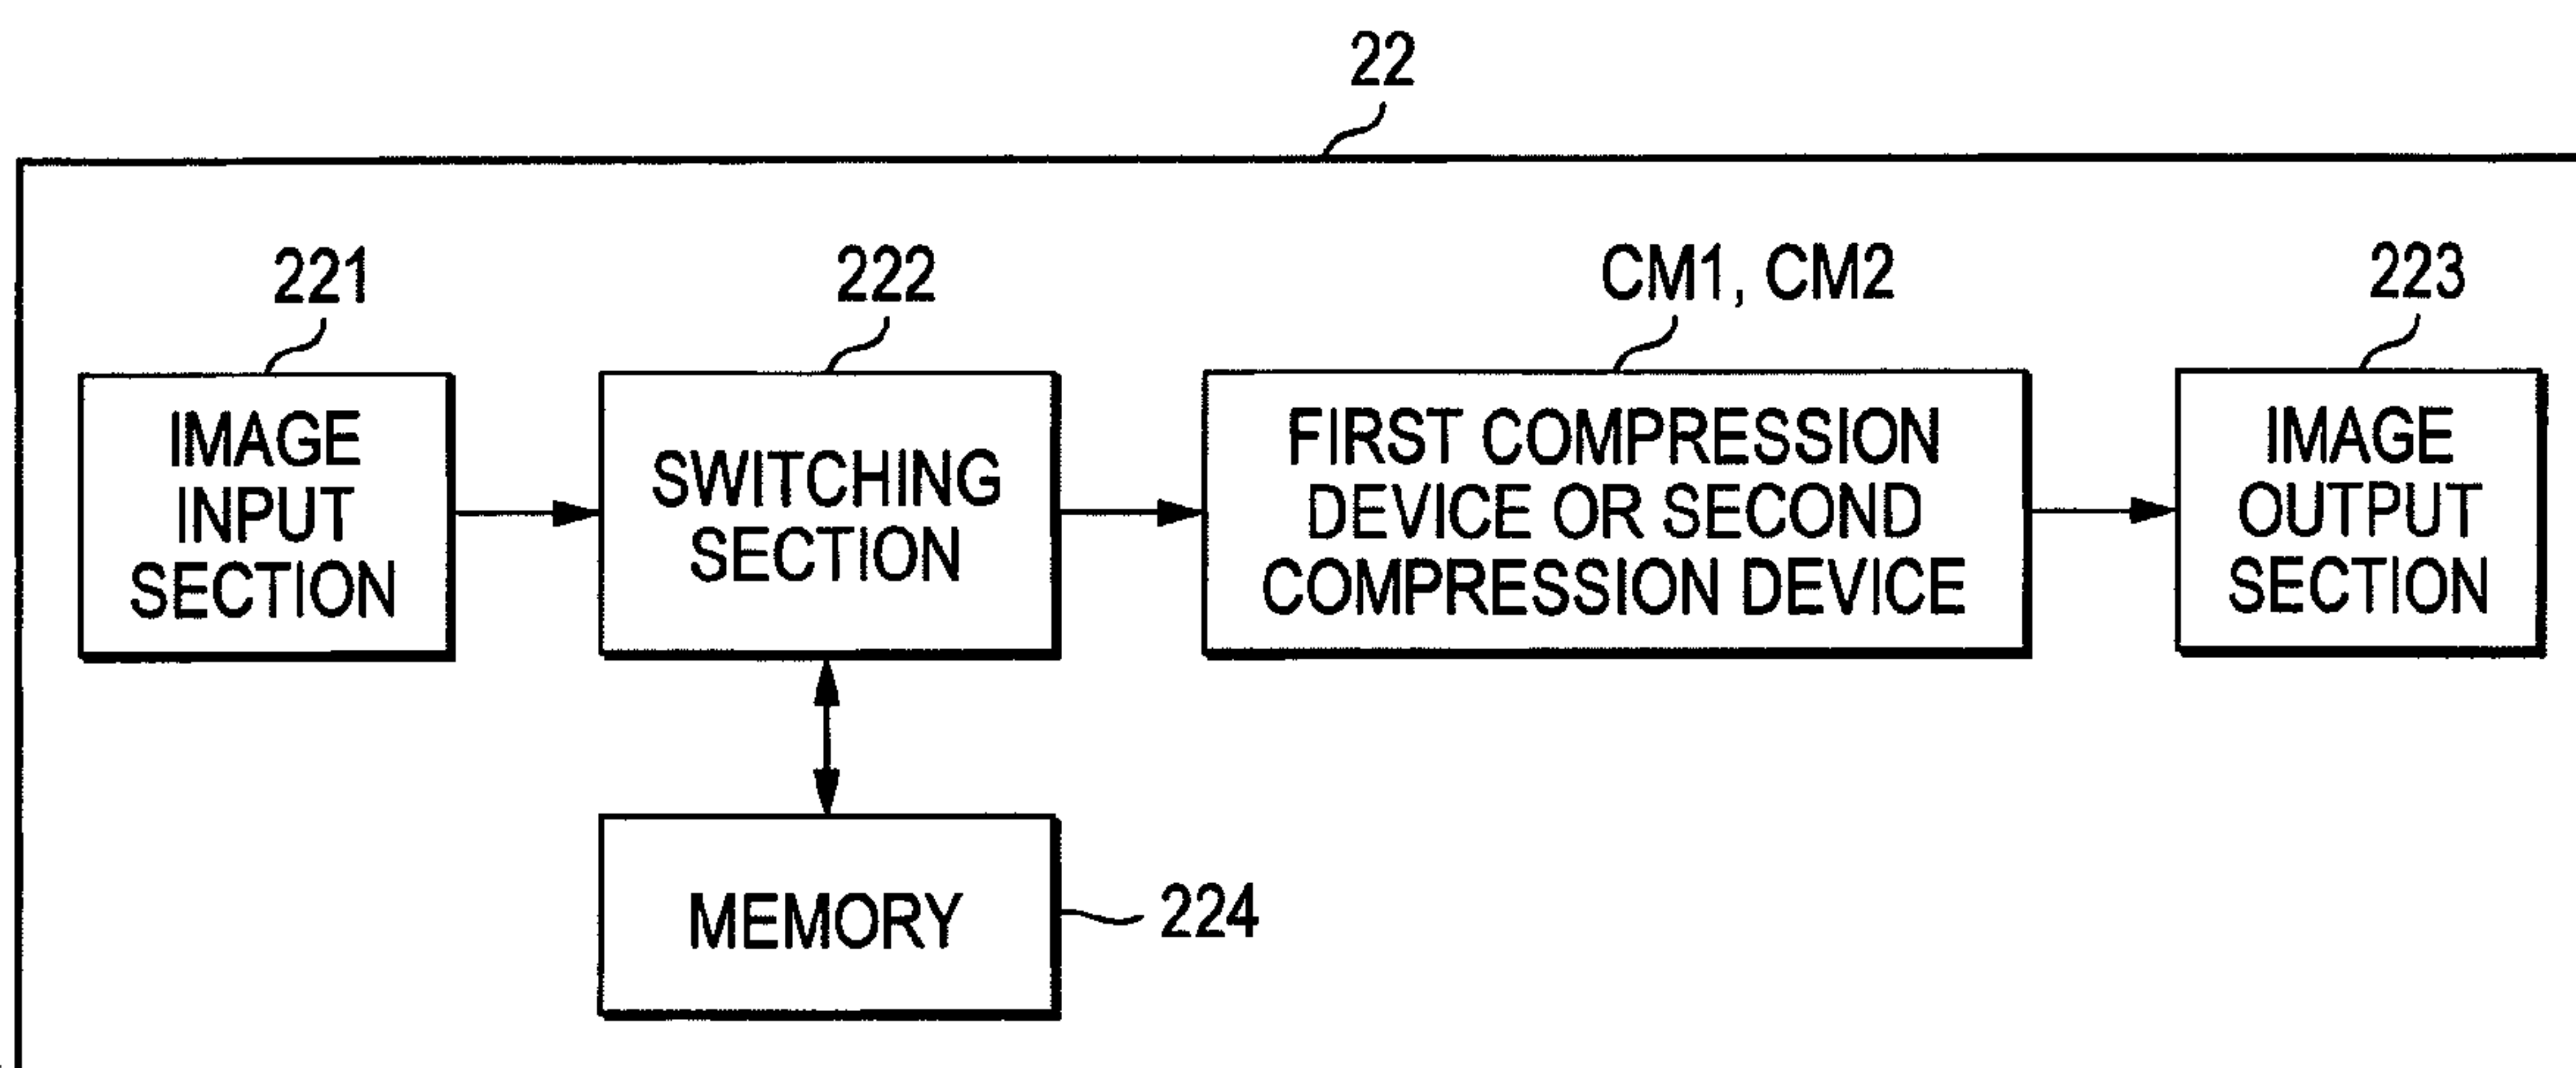 22
221
222
CM1, CM2
223
IMAGE
INPUT
SECTION
SWITCHING
SECTION
FIRST COMPRESSION
DEVICE OR SECOND
COMPRESSION DEVICE
IMAGE
OUTPUT
SECTION
MEMORY
224